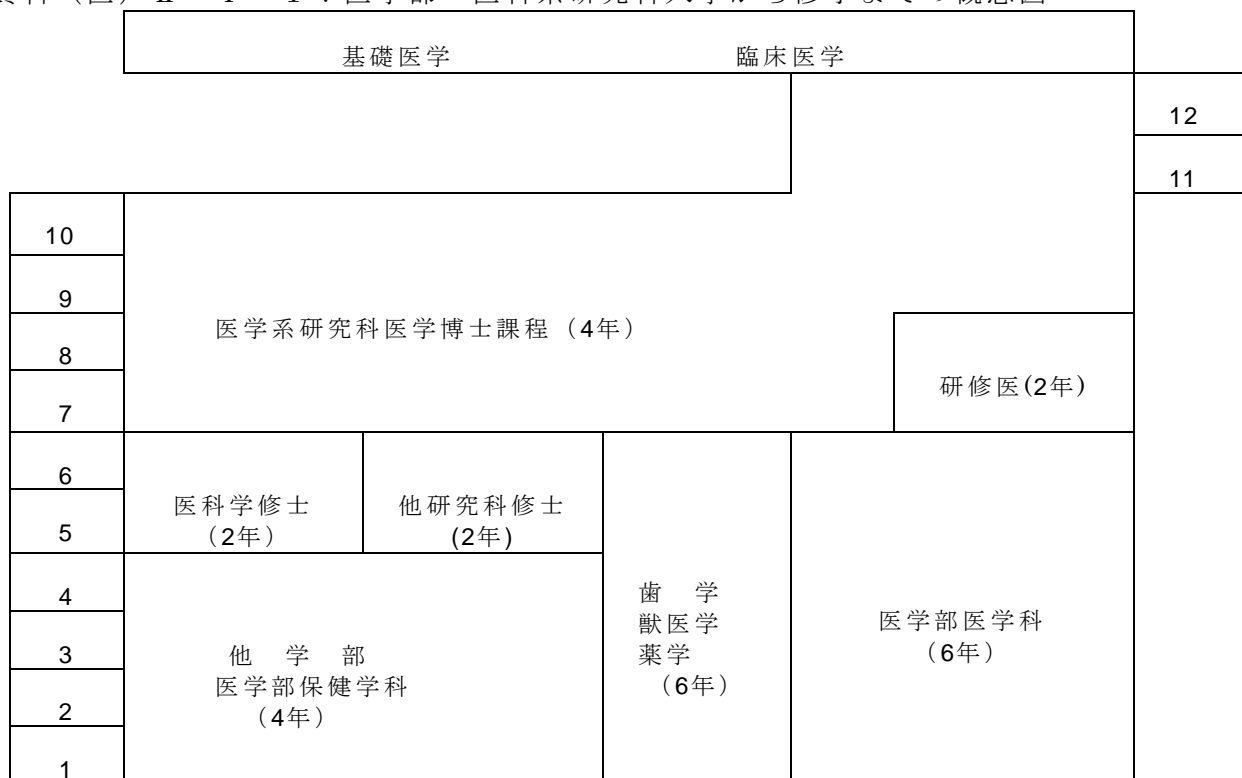 基礎医学 臨床医学
12
11
10
9
医学系研究科医学博士課程（4年）
8
研修医(2年)
7
6
医科学修士 他研究科修士
5 （2年） (2年)
4 歯 学
獣医学 医学部医学科
3 他 学 部 薬学 （6年）
医学部保健学科 （6年）
2 （4年）
1